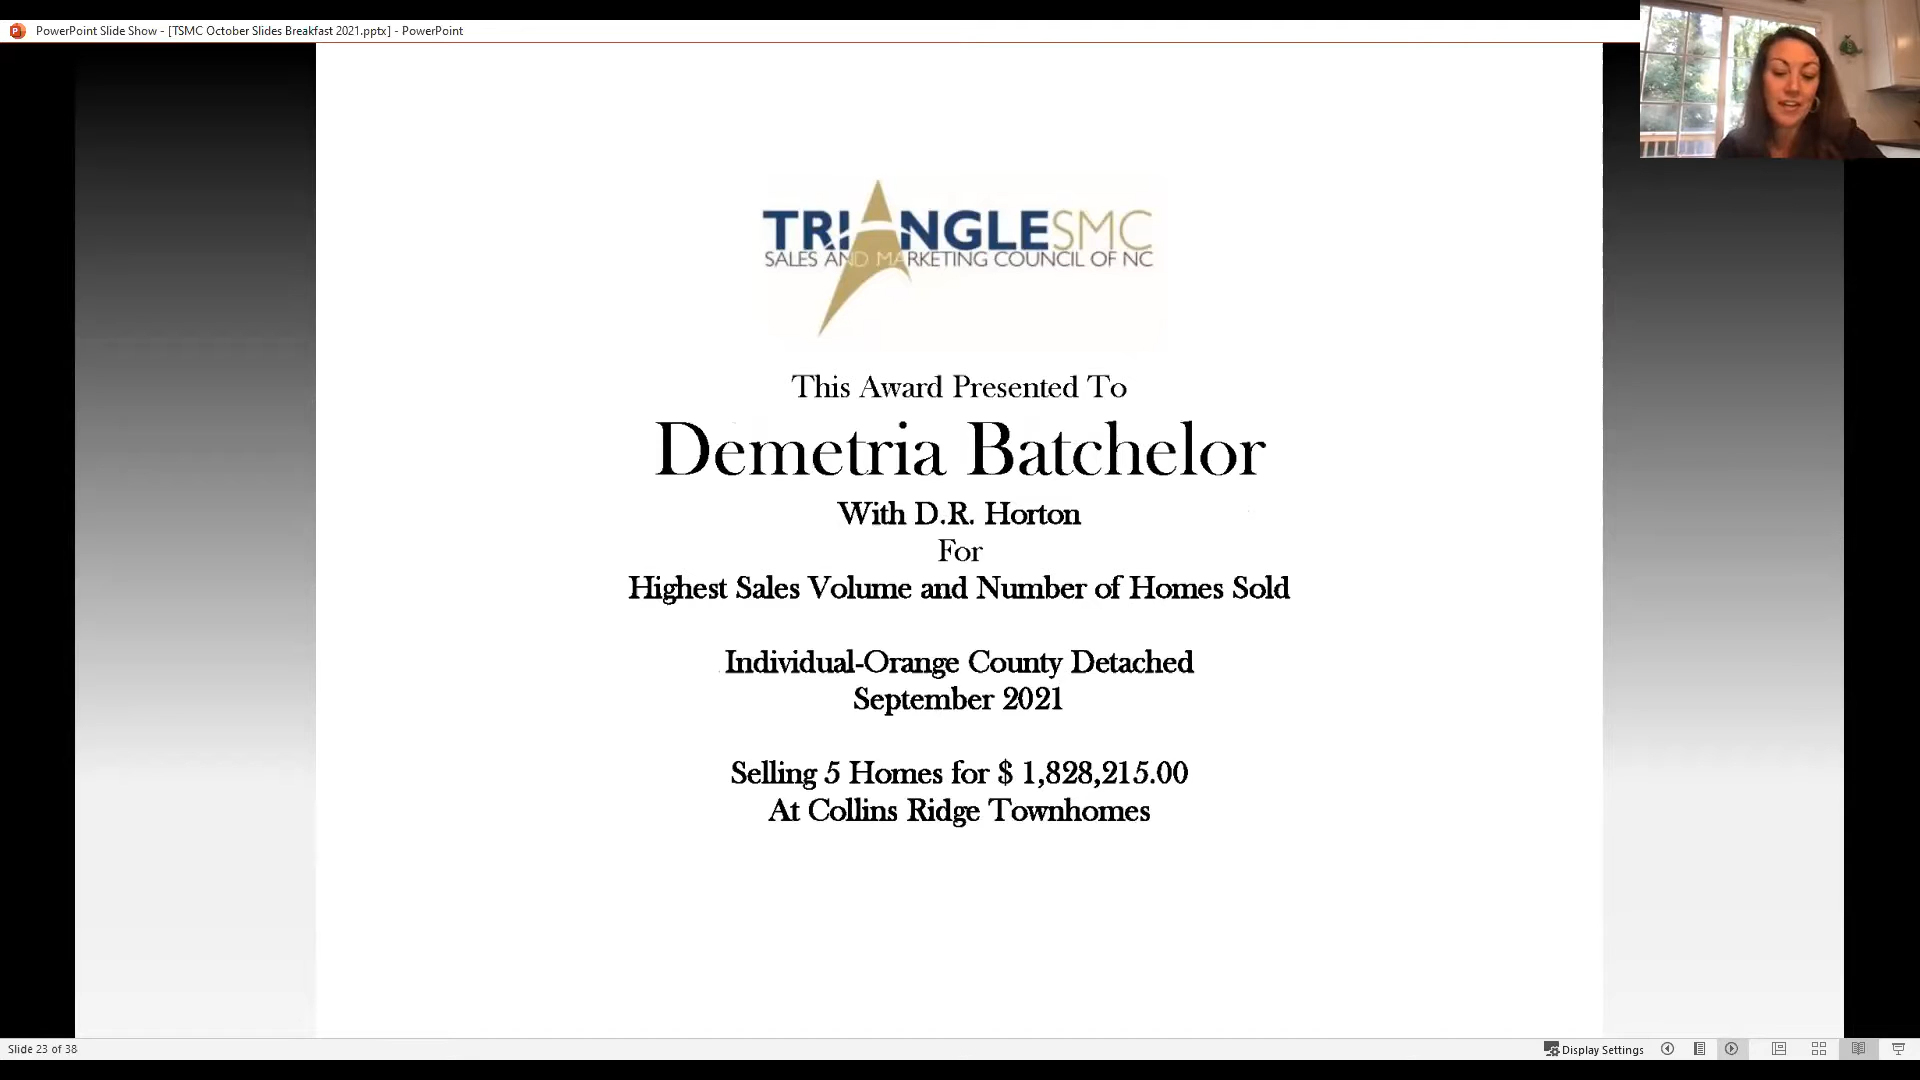 PowerPoint Slide Show - [TSMC October Slides Breakfast 2021.pptx] - PowerPoint
TRIANGLESMC
SALES AND MARKETING COUNCIL OF NC
This Award Presented To
Demetria Batchelor
With D.R. Horton
For
Highest Sales Volume and Number of Homes Sold
Individual-Orange County Detached
September 2021
Selling 5 Homes for $ 1,828,215.00
At Collins Ridge Townhomes
Slide 23 of 38
Display Settings